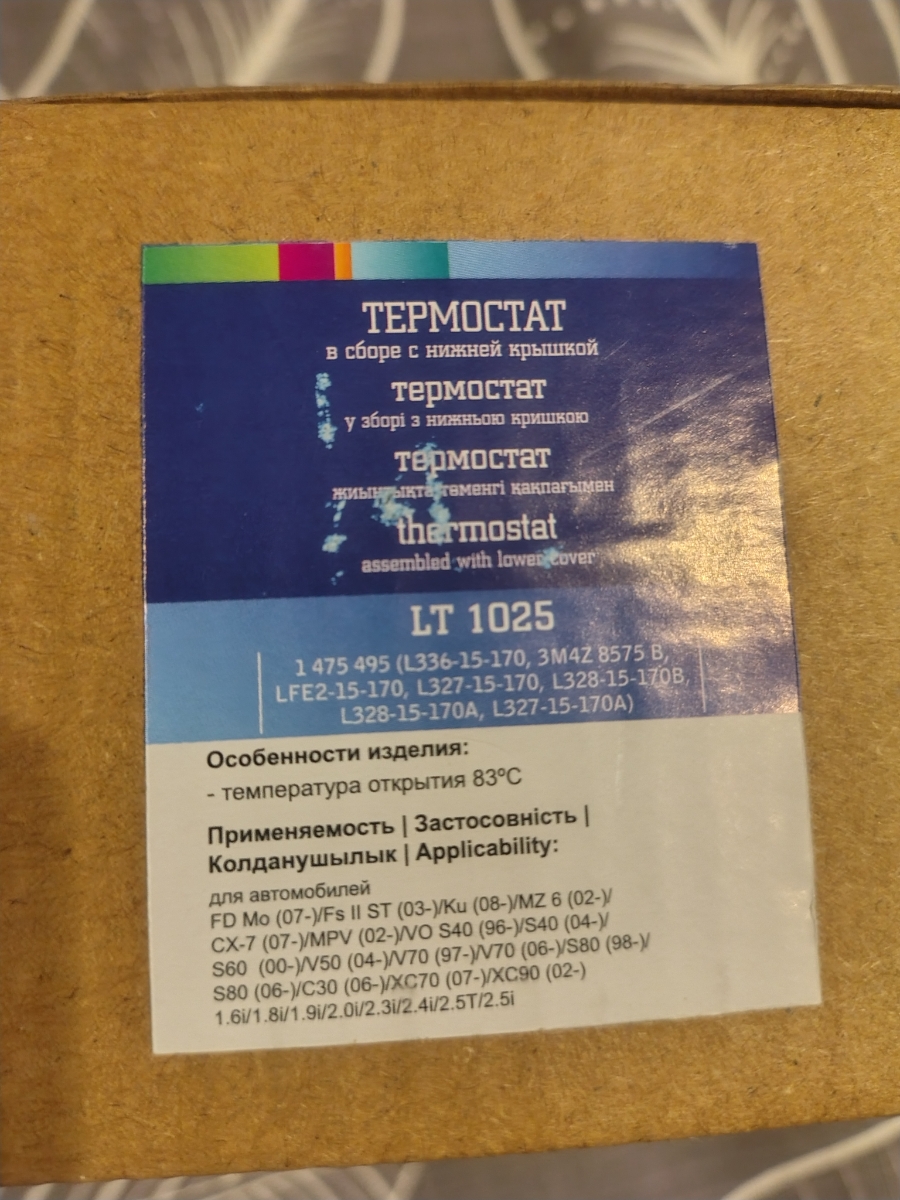 ТЕРМОСТАТ
в сборе с нижней крышкой
термостат
у зборі з нижньою кришкою
термостат
жиынтықта төменгі қақпағымен
thermostat
assembled with lower cover
LT 1025
1 475 495 (L336-15-170, 3M4Z 8575 B,
LFE2-15-170, L327-15-170, L328-15-170B,
L328-15-170A, L327-15-170A)
Особенности изделия:
- температура открытия 83ºC
Применяемость | Застосовність |
Колданушылык | Applicability:
для автомобилей
FD Mo (07-)/Fs II ST (03-)/Ku (08-)/MZ 6 (02-)/
CX-7 (07-)/MPV (02-)/VO S40 (96-)/S40 (04-)/
S60 (00-)/V50 (04-)/V70 (97-)/V70 (06-)/S80 (98-)/
S80 (06-)/C30 (06-)/XC70 (07-)/XC90 (02-)
1.6i/1.8i/1.9i/2.0i/2.3i/2.4i/2.5T/2.5i